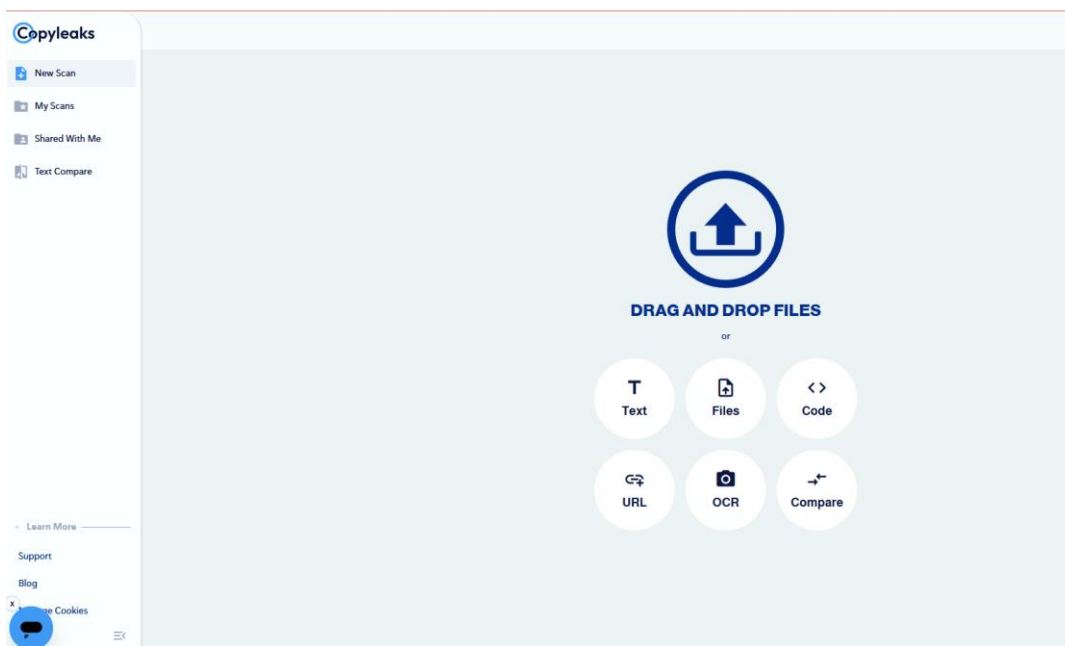 Copyleaks
New Scan
My Scans
Shared With Me
Text Compare
DRAG AND DROP FILES
or
T
Text
Files
Code
URL
OCR
Compare
Learn More
Support
Blog
x
Cookies